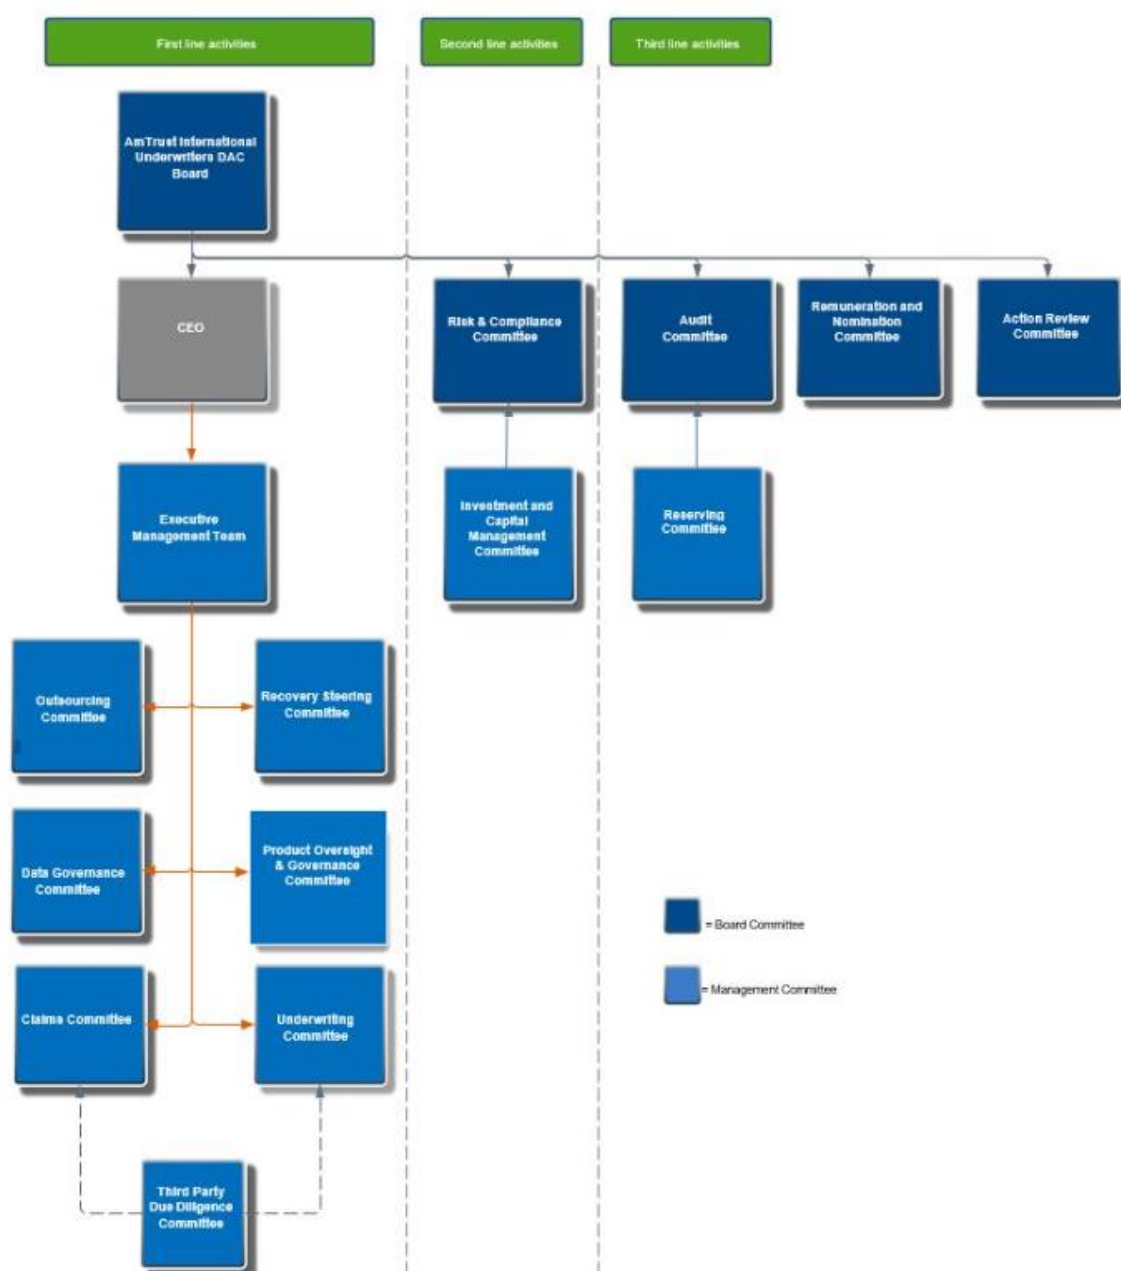 First line activities
Second line activities
Third line activities
AmTrust International
Underwriters DAC
Board
CEO
Risk & Compliance
Committee
Audit
Committee
Remuneration and
Nomination
Committee
Action Review
Committee
Executive
Management Team
Investment and
Capital
Management
Committee
Reserving
Committee
Outsourcing
Committee
Recovery Steering
Committee
Data Governance
Committee
Product Oversight
& Governance
Committee
= Board Committee
= Management Committee
Claims Committee
Underwriting
Committee
Third Party
Due Diligence
Committee